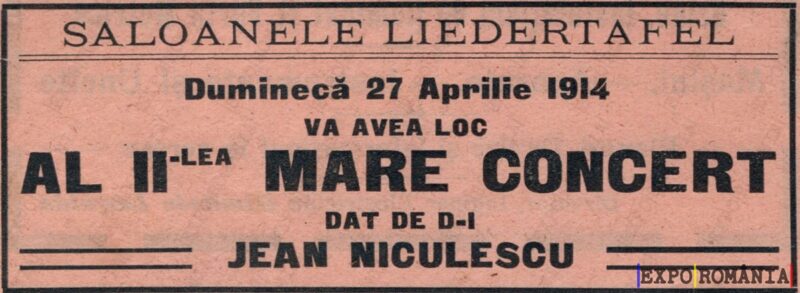 SALOANELE LIEDERTAFEL
Duminecă 27 Aprilie 1914
VA AVEA LOC
AL II-LEA MARE CONCERT
DAT DE D-l
JEAN NICULESCU
EXPO ROMÂNIA